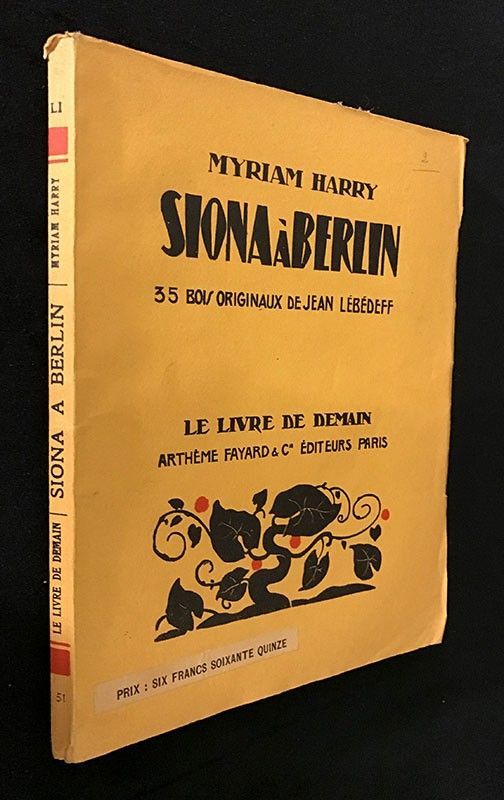 MYRIAM HARRY
SIONA À BERLIN
35 BOIS ORIGINAUX DE JEAN LÉBÉDEFF
LE LIVRE DE DEMAIN
ARTHÈME FAYARD & Cie ÉDITEURS PARIS
PRIX : SIX FRANCS SOIXANTE QUINZE
2
LI
MYRIAM HARRY
SIONA A BERLIN
LE LIVRE DE DEMAIN
51